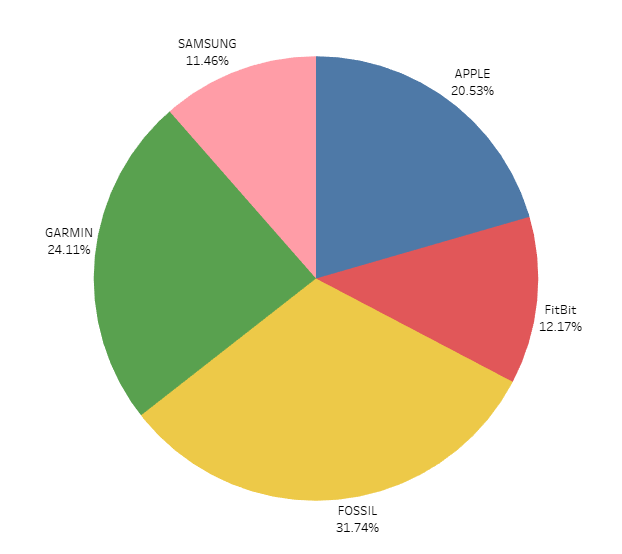 SAMSUNG
11.46%
APPLE
20.53%
GARMIN
24.11%
FitBit
12.17%
FOSSIL
31.74%